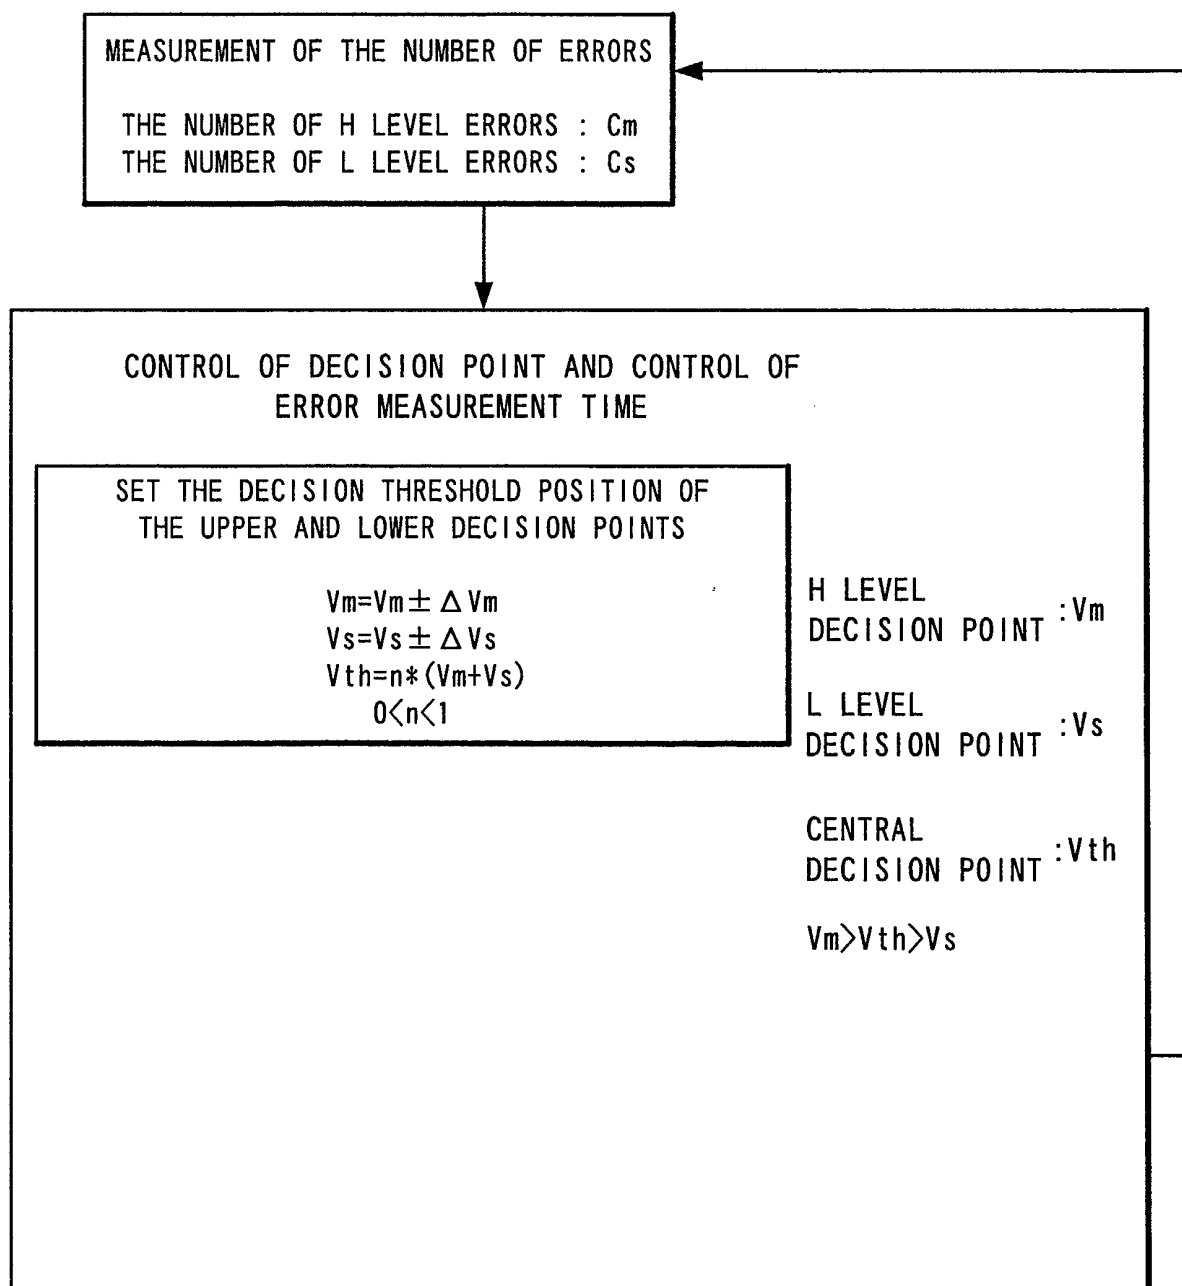 MEASUREMENT OF THE NUMBER OF ERRORS
THE NUMBER OF H LEVEL ERRORS : Cm
THE NUMBER OF L LEVEL ERRORS : Cs
CONTROL OF DECISION POINT AND CONTROL OF
ERROR MEASUREMENT TIME
SET THE DECISION THRESHOLD POSITION OF
THE UPPER AND LOWER DECISION POINTS
Vm=Vm± ΔVm
Vs=Vs± ΔVs
Vth=n*(Vm+Vs)
0<n<1
H LEVEL
DECISION POINT :Vm
L LEVEL
DECISION POINT :Vs
CENTRAL
DECISION POINT :Vth
Vm>Vth>Vs